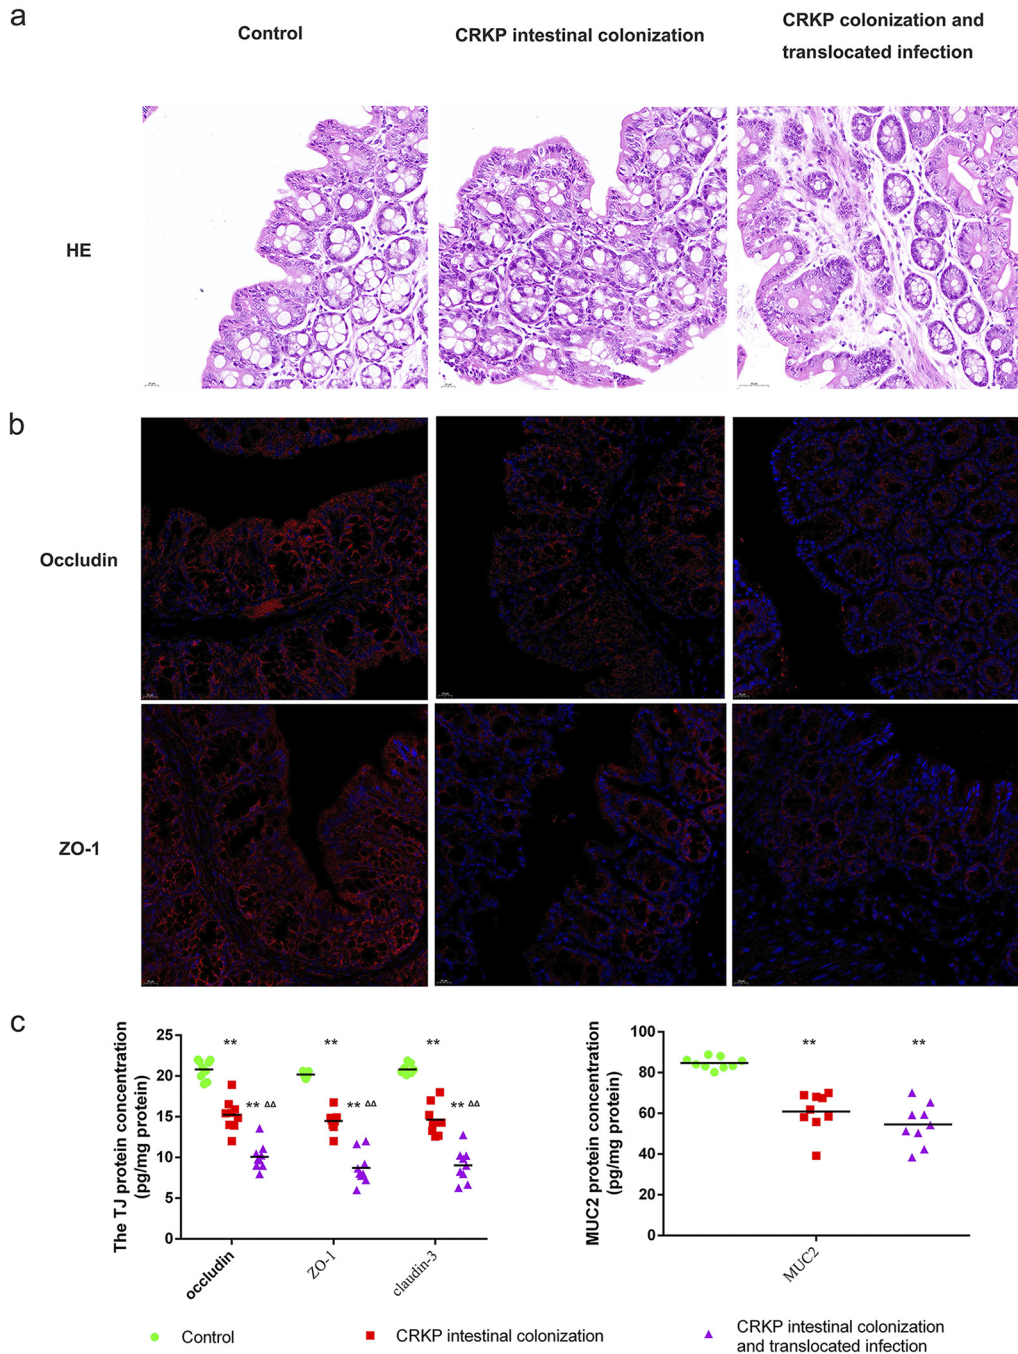 a
Control
CRKP intestinal colonization
CRKP colonization and
translocated infection
HE
b
Occludin
ZO-1
c
The TJ protein concentration
(pg/mg protein)
25
20
15
10
5
0
**
** ΔΔ
**
** ΔΔ
**
** ΔΔ
occludin
ZO-1
claudin-3
MUC2 protein concentration
(pg/mg protein)
100
80
60
40
20
0
**
**
MUC2
Control
CRKP intestinal colonization
CRKP intestinal colonization
and translocated infection